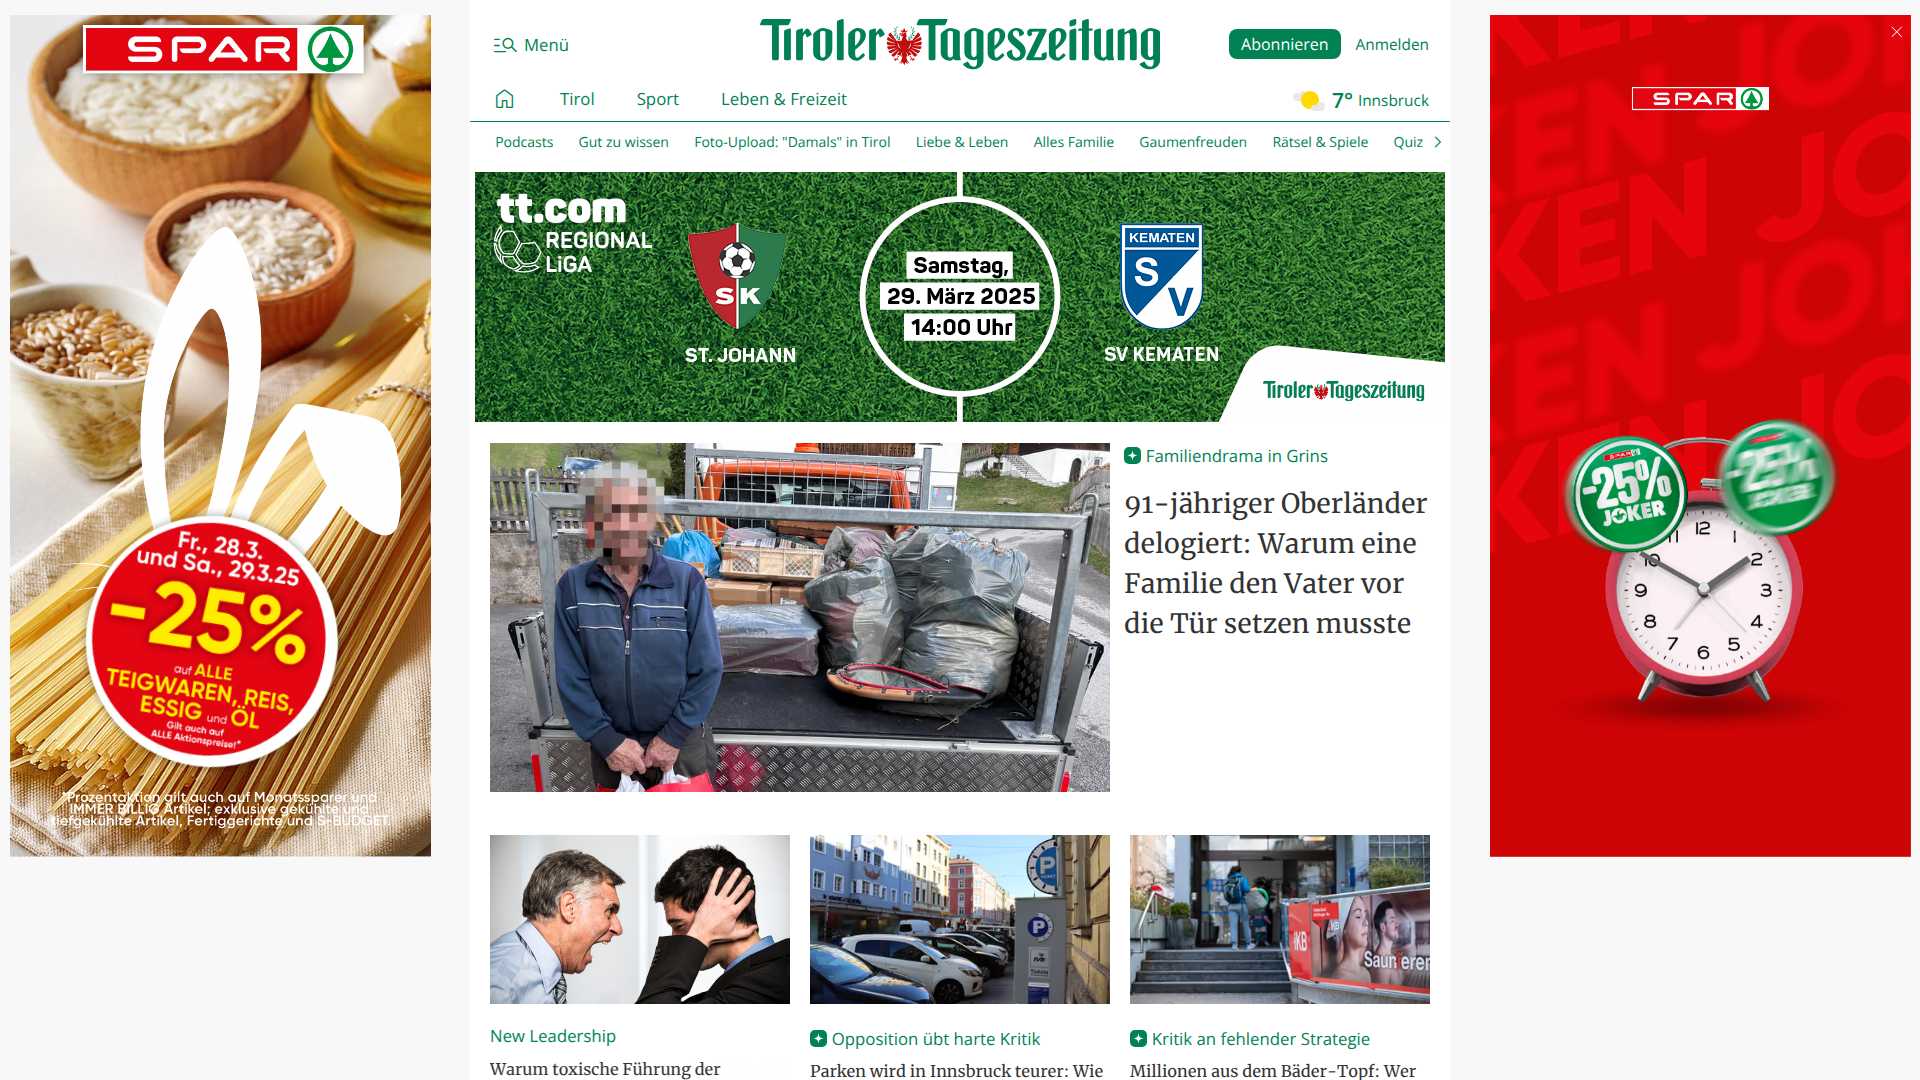 SPAR
Fr., 28.3.
und Sa., 29.3.25
-25%
auf ALLE
TEIGWAREN, REIS,
ESSIG und ÖL
Gilt auch auf
ALLE Aktionspreise!*
*Prozentaktion gilt auch auf Monatssparer und
IMMER BILLIG Artikel; exklusive gekühlte und
tiefgekühlte Artikel, Fertiggerichte und S-BUDGET.
Menü
Tiroler Tageszeitung
Abonnieren
Anmelden
Tirol
Sport
Leben & Freizeit
7° Innsbruck
Podcasts
Gut zu wissen
Foto-Upload: "Damals" in Tirol
Liebe & Leben
Alles Familie
Gaumenfreuden
Rätsel & Spiele
Quiz
tt.com
REGIONAL
LiGA
SK
ST. JOHANN
Samstag,
29. März 2025
14:00 Uhr
KEMATEN
S
V
SV KEMATEN
Tiroler Tageszeitung
Familiendrama in Grins
91-jähriger Oberländer
delogiert: Warum eine
Familie den Vater vor
die Tür setzen musste
P
P
IKB
Saunieren
New Leadership
Warum toxische Führung der
Opposition übt harte Kritik
Parken wird in Innsbruck teurer: Wie
Kritik an fehlender Strategie
Millionen aus dem Bäder-Topf: Wer
SPAR
JOKEN
-25%
JOKER
-25%
JOKER
12
1
2
3
4
5
6
7
8
9
10
11